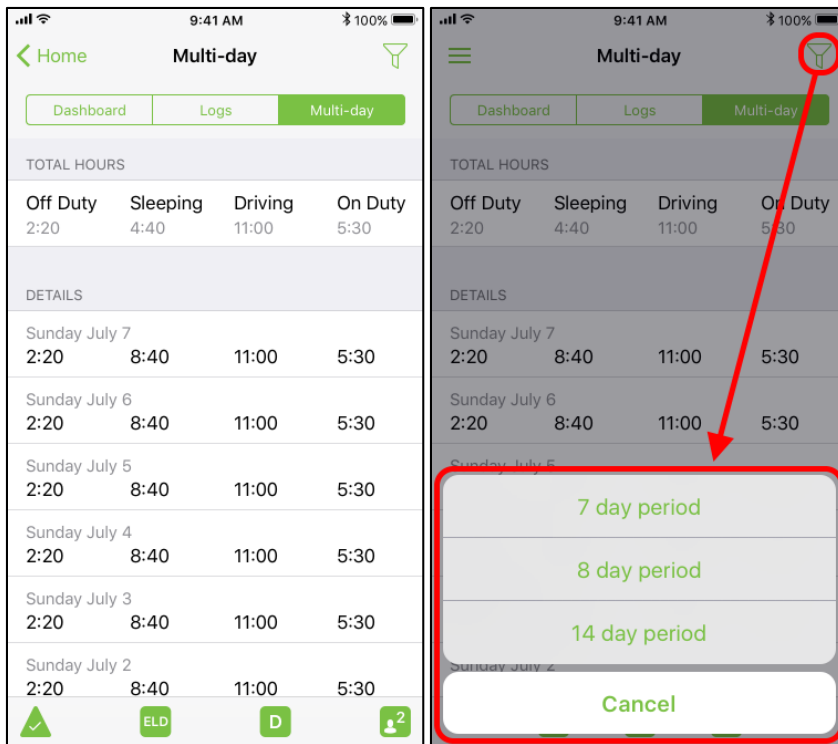 9:41 AM
100%
Home
Multi-day
Dashboard
Logs
Multi-day
TOTAL HOURS
Off Duty Sleeping Driving On Duty
2:20 4:40 11:00 5:30
DETAILS
Sunday July 7
2:20 8:40 11:00 5:30
Sunday July 6
2:20 8:40 11:00 5:30
Sunday July 5
2:20 8:40 11:00 5:30
Sunday July 4
2:20 8:40 11:00 5:30
Sunday July 3
2:20 8:40 11:00 5:30
Sunday July 2
2:20 8:40 11:00 5:30
ELD
D
2
9:41 AM
100%
Multi-day
Dashboard
Logs
Multi-day
TOTAL HOURS
Off Duty Sleeping Driving On Duty
2:20 4:40 11:00 5:30
DETAILS
Sunday July 7
2:20 8:40 11:00 5:30
Sunday July 6
2:20 8:40 11:00 5:30
Sunday July 5
7 day period
8 day period
14 day period
Sunday July 2
Cancel